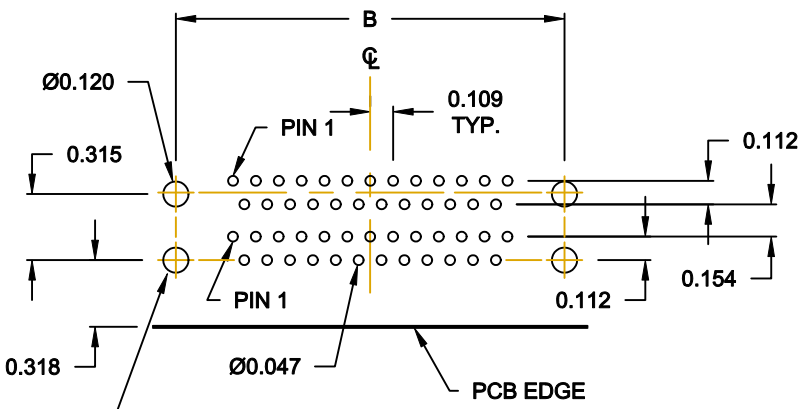 B
℄
Ø0.120
0.109
TYP.
PIN 1
0.112
0.315
0.154
PIN 1
0.112
0.318
Ø0.047
PCB EDGE